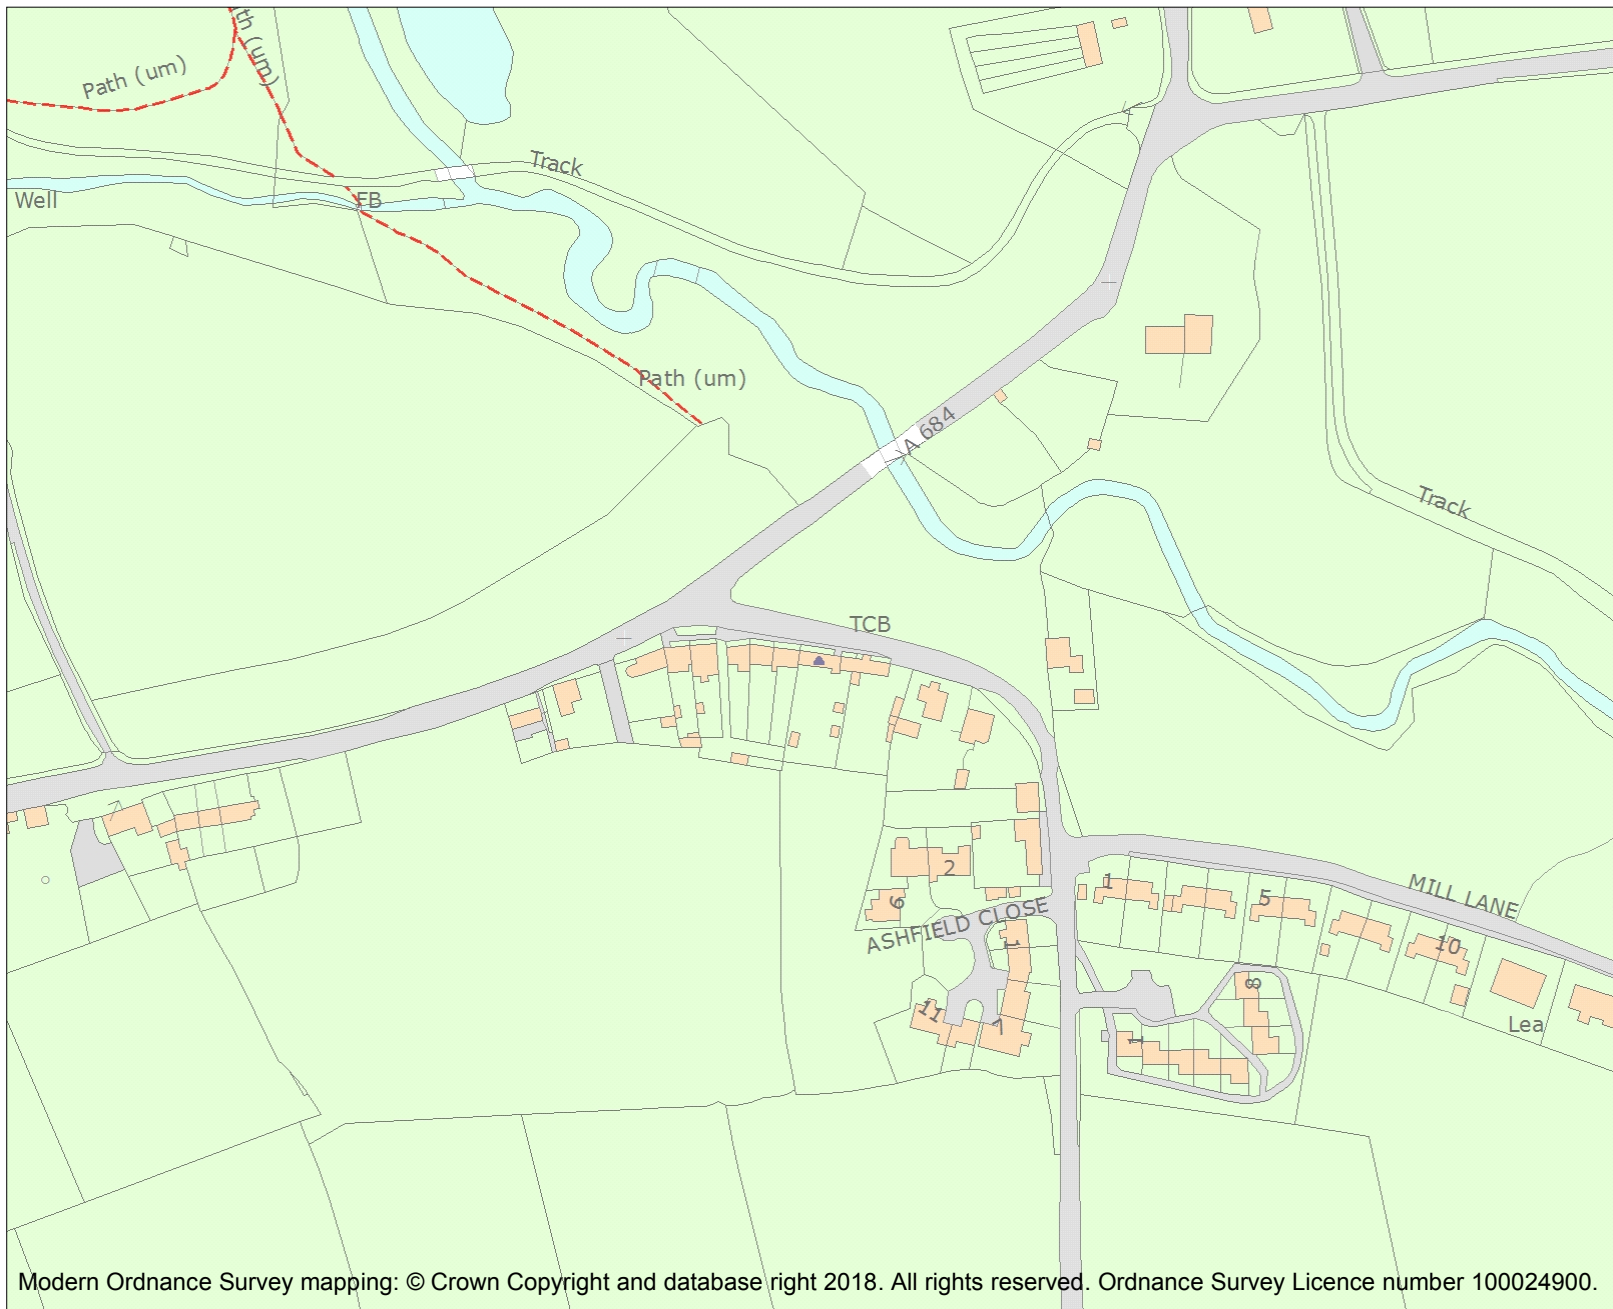 Path (um)
th (um)
Track
Well
FB
Path (um)
A 684
Track
TCB
2
1
MILL LANE
5
6
ASHFIELD CLOSE
1
10
8
11
7
Lea
1
Modern Ordnance Survey mapping: © Crown Copyright and database right 2018. All rights reserved. Ordnance Survey Licence number 100024900.